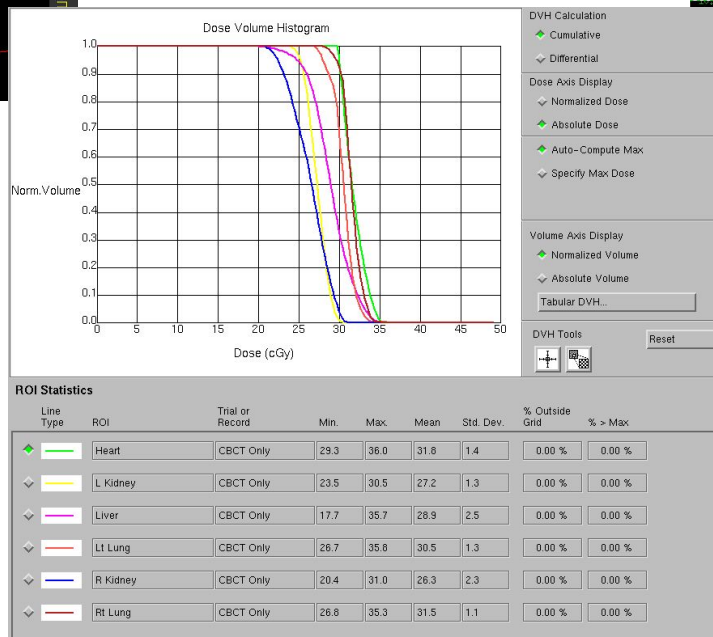 Dose Volume Histogram
1.0
0.9
0.8
0.7
0.6
0.5
Norm.Volume
0.4
0.3
0.2
0.1
0.0
0 5 10 15 20 25 30 35 40 45 50
Dose (cGy)
DVH Calculation
Cumulative
Differential
Dose Axis Display
Normalized Dose
Absolute Dose
Auto-Compute Max
Specify Max Dose
Volume Axis Display
Normalized Volume
Absolute Volume
Tabular DVH...
DVH Tools
Reset
ROI Statistics
Line Type ROI Trial or Record Min. Max. Mean Std. Dev. % Outside Grid % > Max
Heart CBCT Only 29.3 36.0 31.8 1.4 0.00 % 0.00 %
L Kidney CBCT Only 23.5 30.5 27.2 1.3 0.00 % 0.00 %
Liver CBCT Only 17.7 35.7 28.9 2.5 0.00 % 0.00 %
Lt Lung CBCT Only 26.7 35.8 30.5 1.3 0.00 % 0.00 %
R Kidney CBCT Only 20.4 31.0 26.3 2.3 0.00 % 0.00 %
Rt Lung CBCT Only 26.8 35.3 31.5 1.1 0.00 % 0.00 %